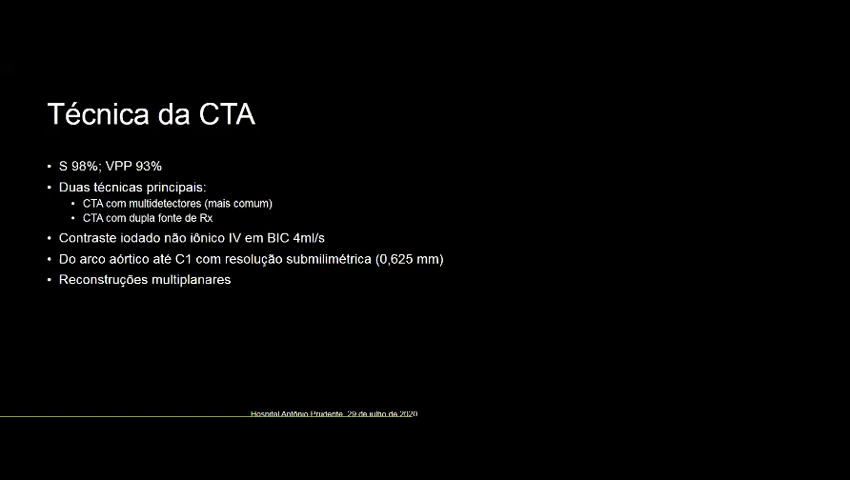 Técnica da CTA
• S 98%; VPP 93%
• Duas técnicas principais:
• CTA com multidetectores (mais comum)
• CTA com dupla fonte de Rx
• Contraste iodado não iônico IV em BIC 4ml/s
• Do arco aórtico até C1 com resolução submilimétrica (0,625 mm)
• Reconstruções multiplanares
Hospital Antônio Prudente, 29 de julho de 2020